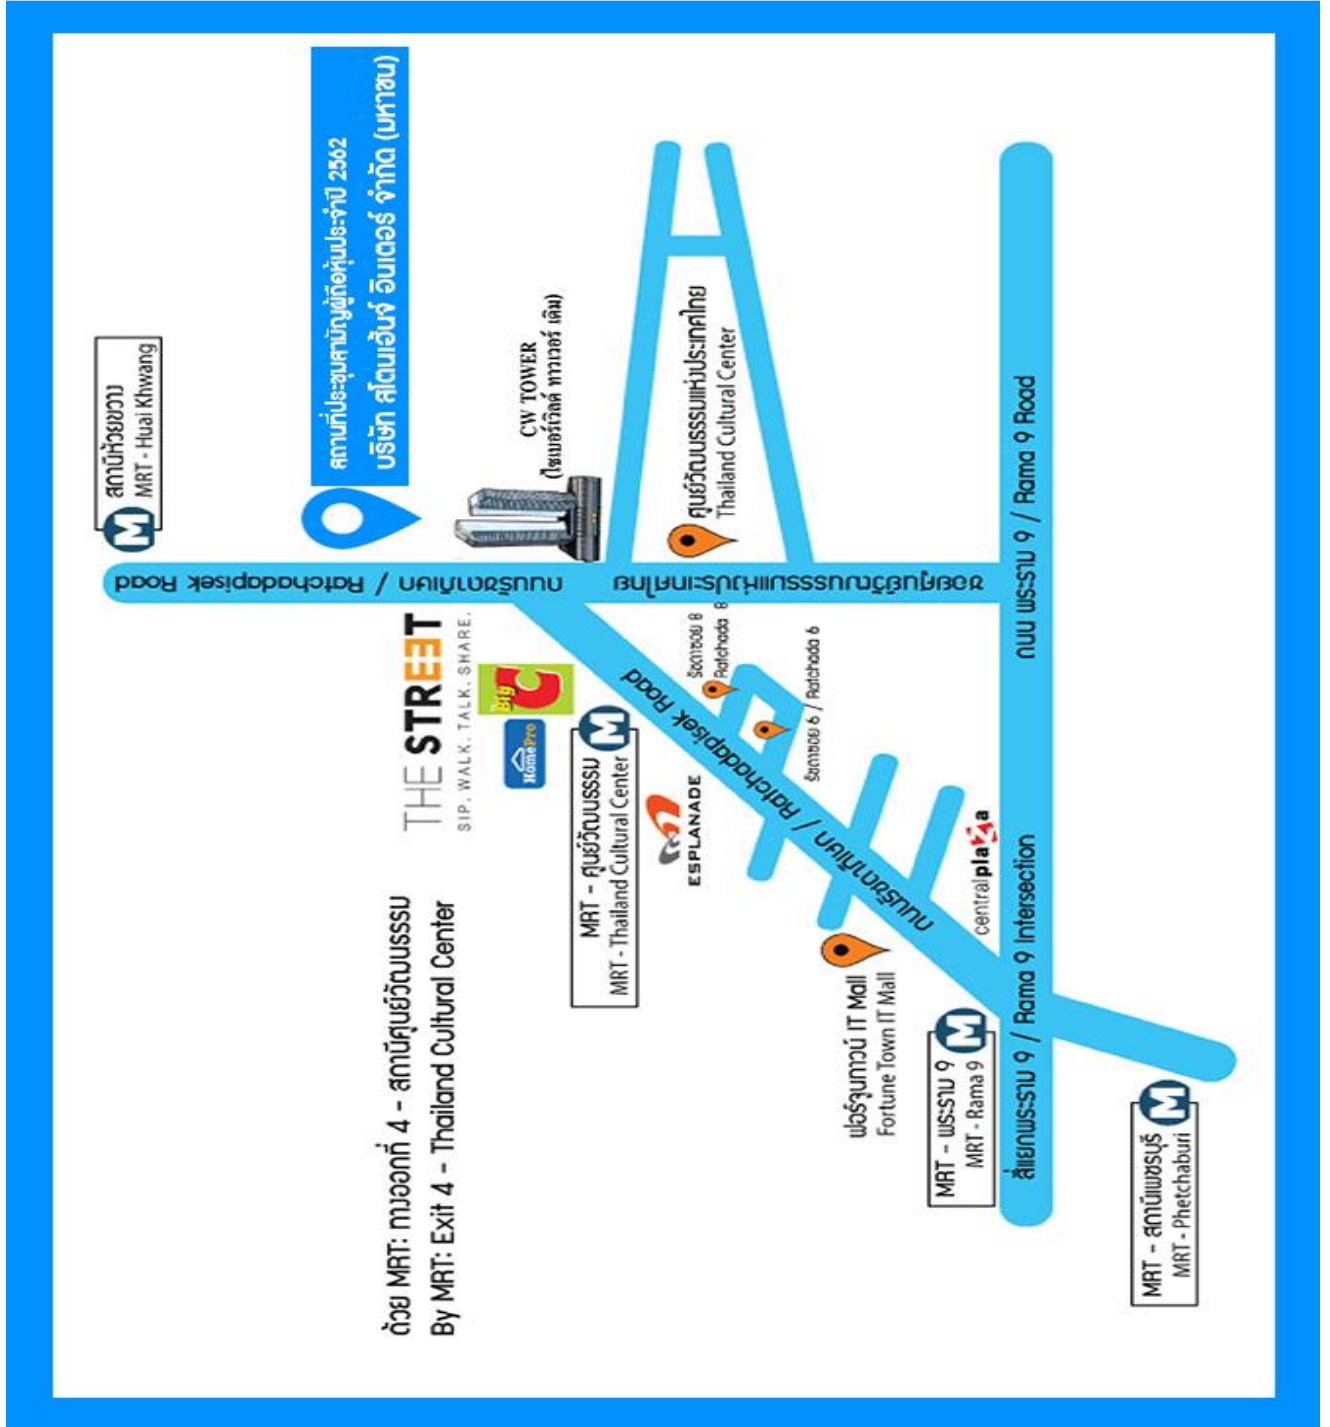 สถานีห้วยขวาง
MRT - Huai Khwang
สถานที่ประชุมสามัญผู้ถือหุ้นประจำปี 2562
บริษัท สโตนเฮ้นจ์ อินเตอร์ จำกัด (มหาชน)
CW TOWER
(ไซเบอร์เวิลด์ ทาวเวอร์ เดิม)
ถนนรัชดาภิเษก / Ratchadapisek Road
THE STREET
SIP. WALK. TALK. SHARE.
Big C
HomePro
ด้วย MRT: ทางออกที่ 4 - สถานีศูนย์วัฒนธรรม
By MRT: Exit 4 - Thailand Cultural Center
MRT - ศูนย์วัฒนธรรม
MRT - Thailand Cultural Center
ซอยศูนย์วัฒนธรรมแห่งประเทศไทย
ศูนย์วัฒนธรรมแห่งประเทศไทย
Thailand Cultural Center
ESPLANADE
ถนนรัชดาภิเษก / Ratchadapisek Road
รัชดาซอย 8
Ratchada 8
รัชดาซอย 6 / Ratchada 6
ฟอร์จูนทาวน์ IT Mall
Fortune Town IT Mall
centralplaza
MRT - พระราม 9
MRT - Rama 9
สี่แยกพระราม 9 / Rama 9 Intersection
ถนน พระราม 9 / Rama 9 Road
MRT - สถานีเพชรบุรี
MRT - Phetchaburi